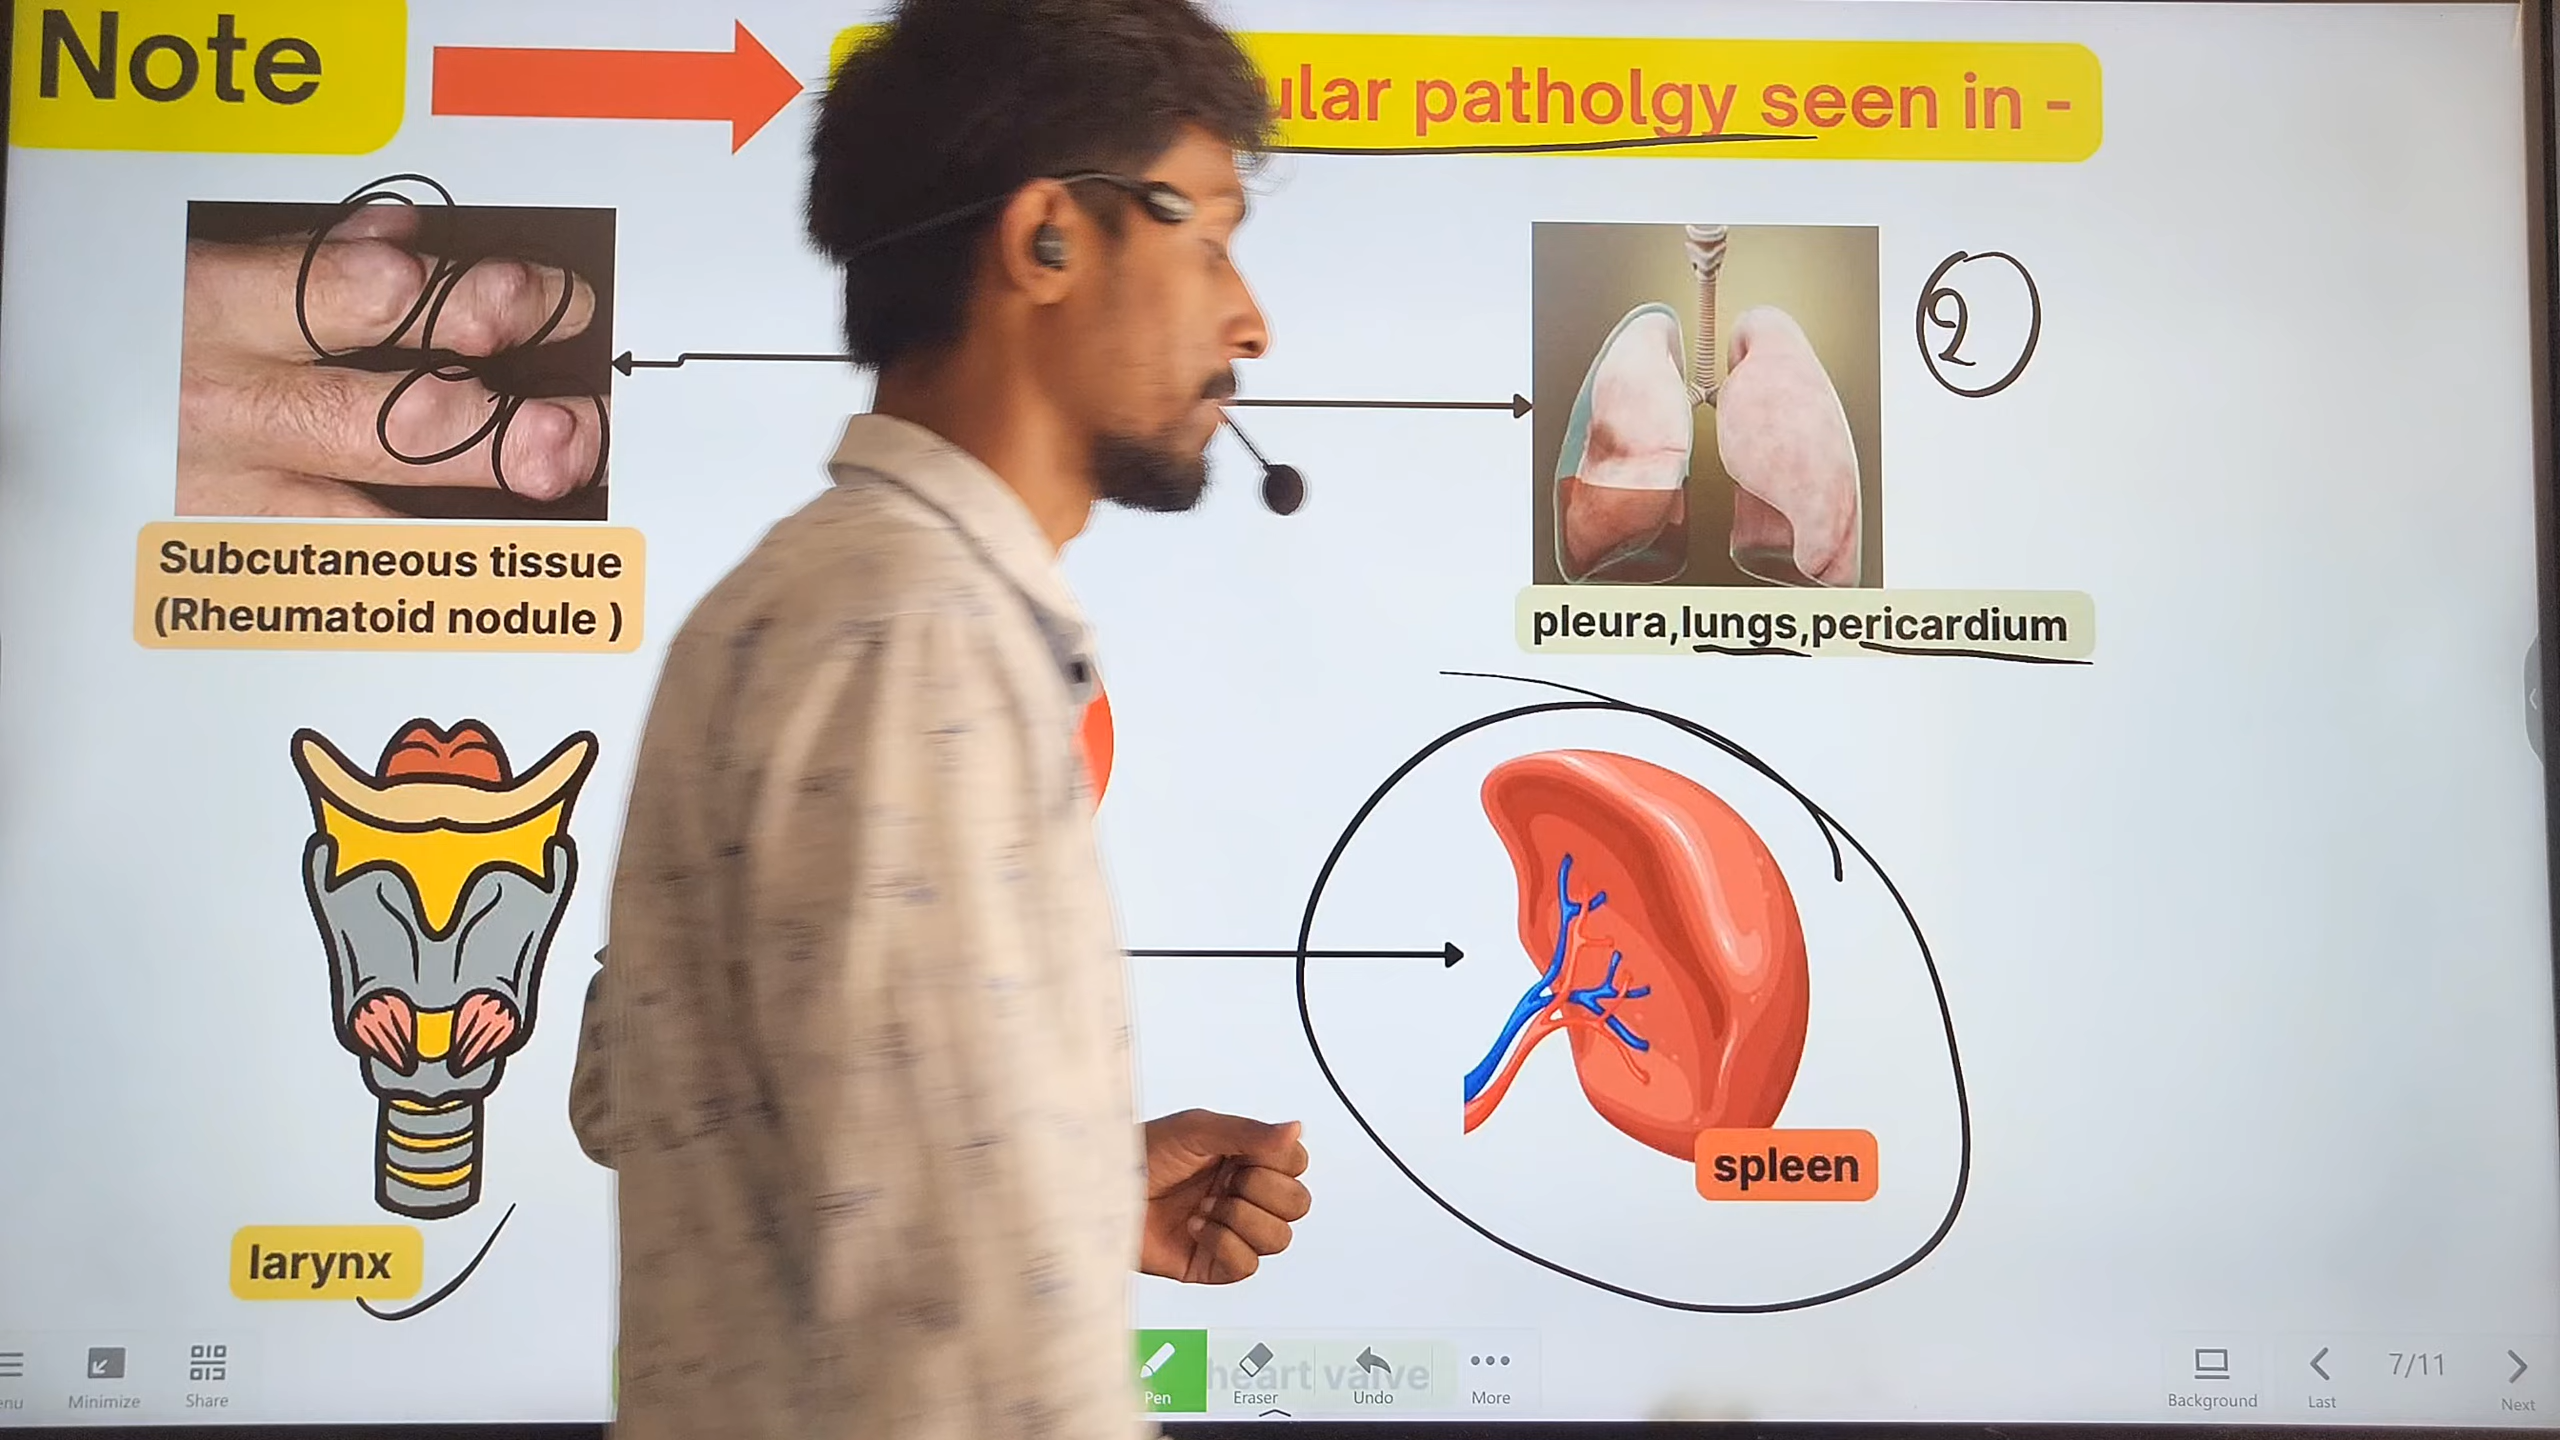 Note
ular patholgy seen in -
2
Subcutaneous tissue
(Rheumatoid nodule )
pleura,lungs,pericardium
spleen
larynx
heart valve
Minimize
Share
Pen
Eraser
Undo
More
Background
Last
7/11
Next